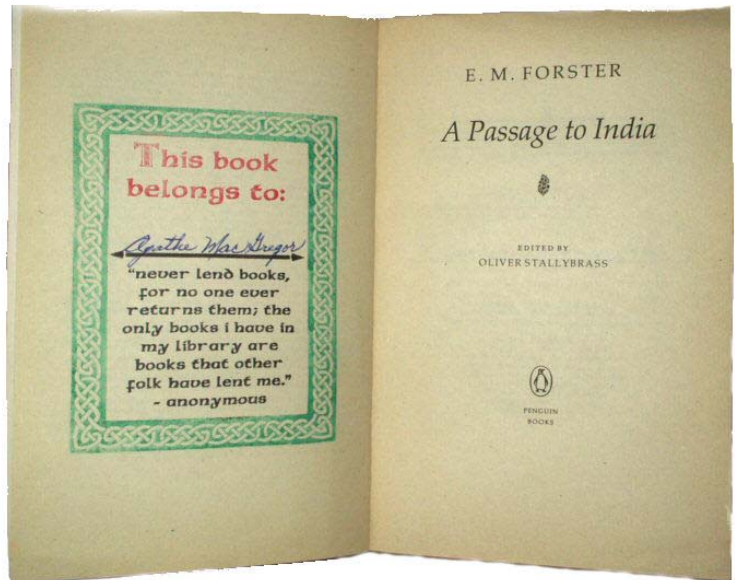 This book
belongs to:
Agathe MacGregor
"never lend books,
for no one ever
returns them; the
only books i have in
my library are
books that other
folk have lent me."
- anonymous
E. M. FORSTER
A Passage to India
EDITED BY
OLIVER STALLYBRASS
PENGUIN
BOOKS